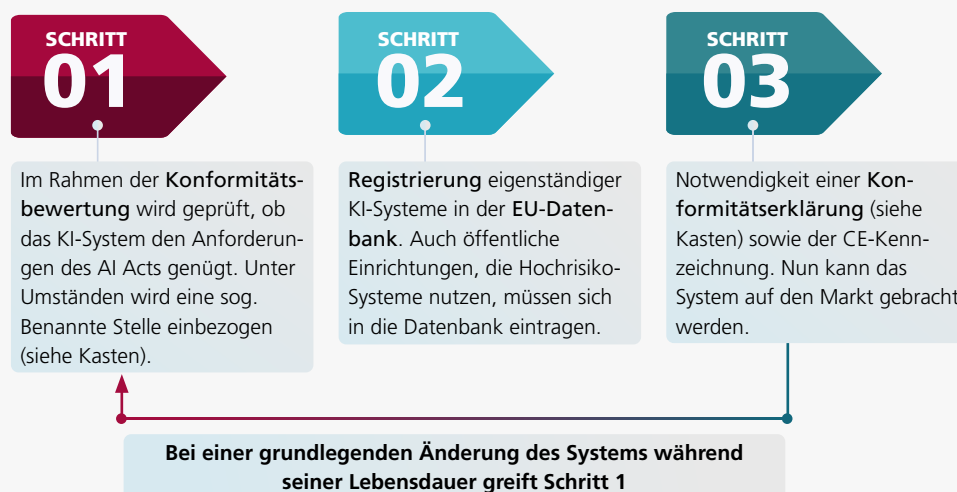 SCHRITT
01
Im Rahmen der Konformitäts-
bewertung wird geprüft, ob
das KI-System den Anforderun-
gen des AI Acts genügt. Unter
Umständen wird eine sog.
Benannte Stelle einbezogen
(siehe Kasten).
SCHRITT
02
Registrierung eigenständiger
KI-Systeme in der EU-Daten-
bank. Auch öffentliche
Einrichtungen, die Hochrisiko-
Systeme nutzen, müssen sich
in die Datenbank eintragen.
SCHRITT
03
Notwendigkeit einer Kon-
formitätserklärung (siehe
Kasten) sowie der CE-Kenn-
zeichnung. Nun kann das
System auf den Markt gebracht
werden.
Bei einer grundlegenden Änderung des Systems während
seiner Lebensdauer greift Schritt 1